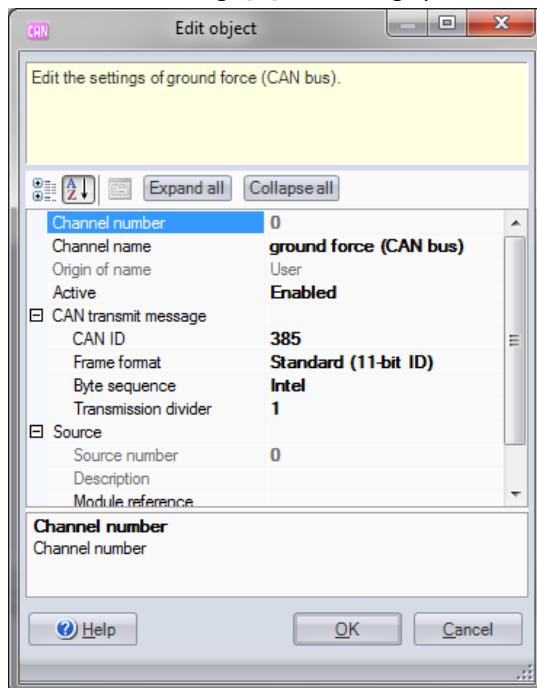 CAN Edit object
Edit the settings of ground force (CAN bus).
A Z Expand all Collapse all
Channel number 0
Channel name ground force (CAN bus)
Origin of name User
Active Enabled
CAN transmit message
CAN ID 385
Frame format Standard (11-bit ID)
Byte sequence Intel
Transmission divider 1
Source
Source number 0
Description
Module reference
Channel number
Channel number
Help OK Cancel